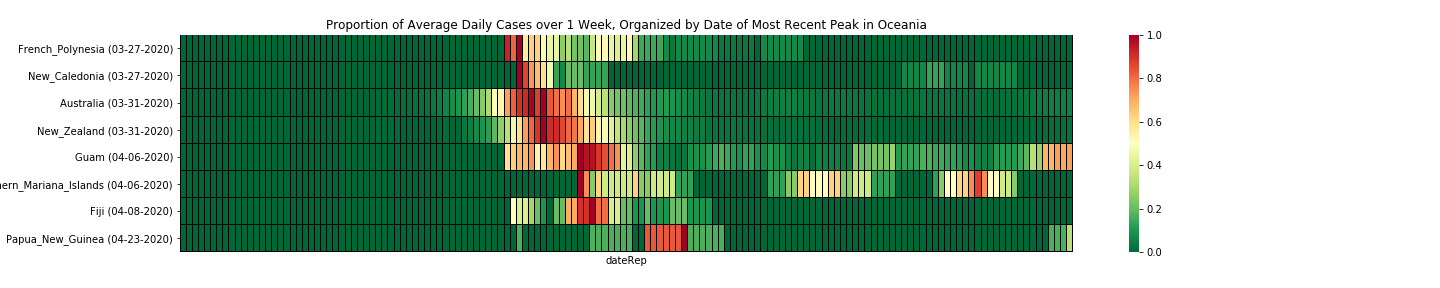 Proportion of Average Daily Cases over 1 Week, Organized by Date of Most Recent Peak in Oceania
French_Polynesia (03-27-2020)
New_Caledonia (03-27-2020)
Australia (03-31-2020)
New_Zealand (03-31-2020)
Guam (04-06-2020)
hern_Mariana_Islands (04-06-2020)
Fiji (04-08-2020)
Papua_New_Guinea (04-23-2020)
dateRep
1.0
0.8
0.6
0.4
0.2
0.0